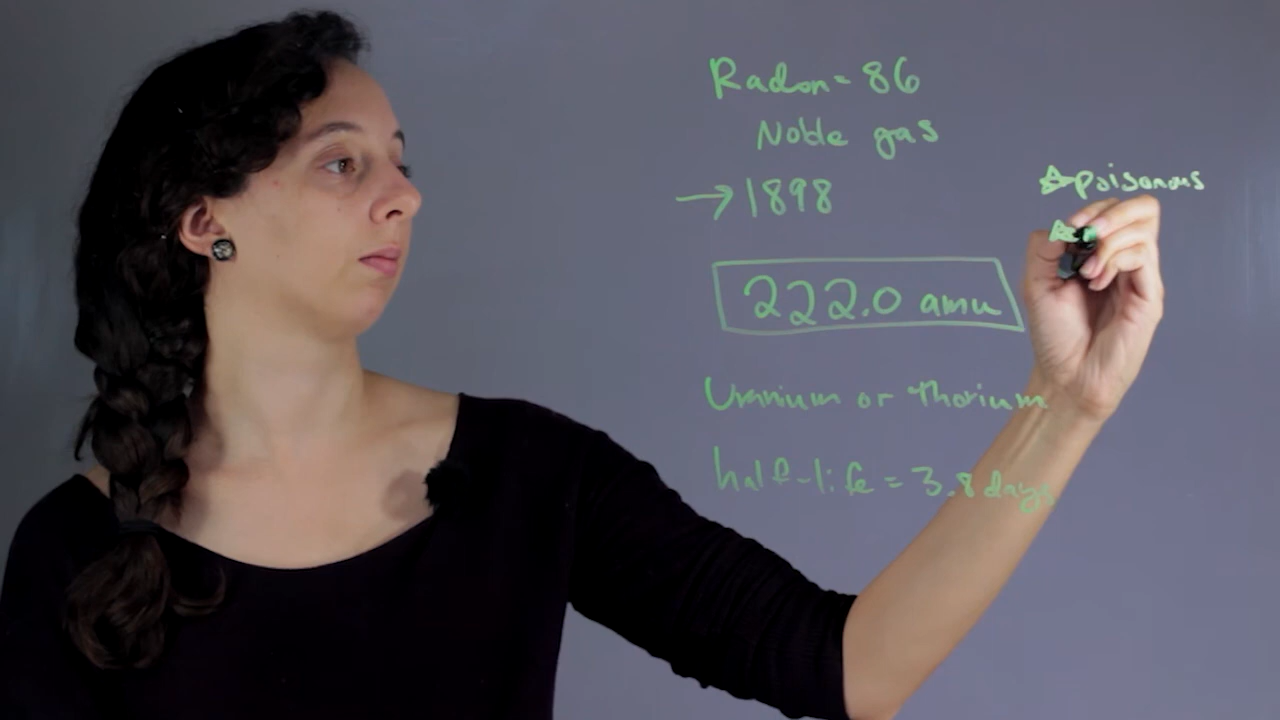 Radon = 86
Noble gas
→ 1898
222.0 amu
Uranium or Thorium
half-life = 3.8 days
☆ poisonous